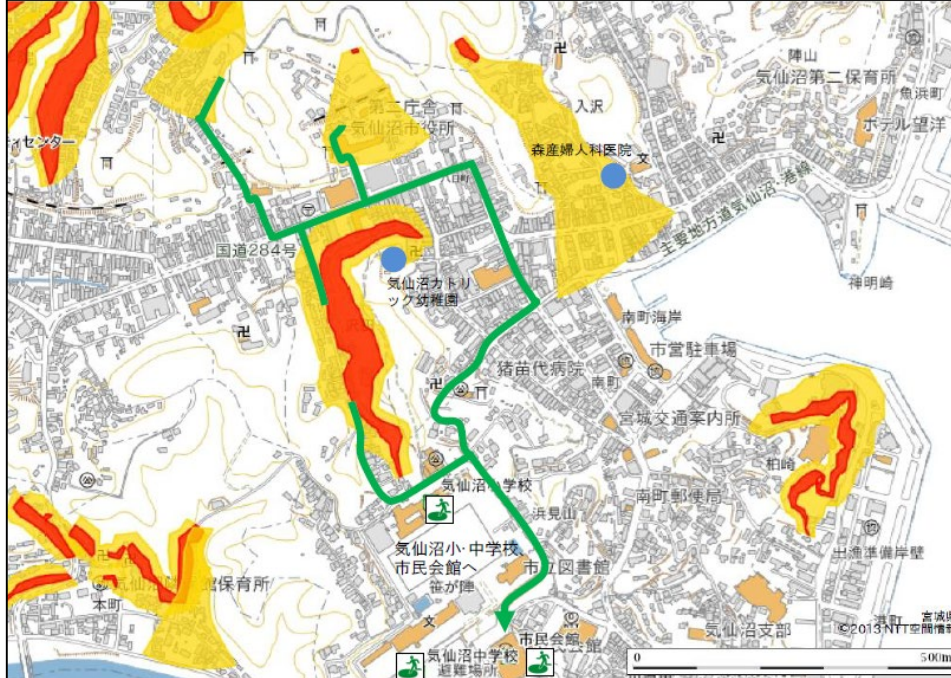 陣山
気仙沼第二保育所
魚浜町
ホテル望洋
入沢
第二庁舎
気仙沼市役所
ィセンター
森産婦人科医院
文
八日町
主要地方道気仙沼・港線
国道284号
気仙沼カトリ
ック幼稚園
神明崎
南町海岸
市営駐車場
猪苗代病院
南町
宮城交通案内所
柏崎
気仙沼小学校
南町郵便局
浜見山
出漁準備岸壁
気仙沼小・中学校、
市民会館へ
市立図書館
笹が陣
館保育所
本町
文
港町
宮城県
©2013 NTT空間情報
気仙沼支部
市民会館
気仙沼中学校
避難場所
0 500m